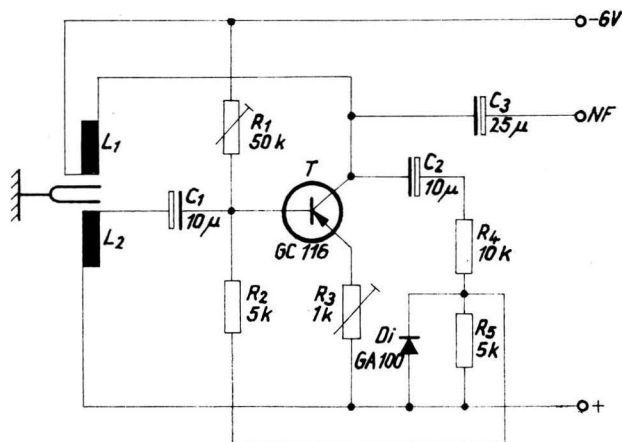 -6V
C3
25µ
NF
L1
R1
50k
T
C2
10µ
C1
10µ
L2
GC 116
R4
10k
R2
5k
R3
1k
Di
GA100
R5
5k
+